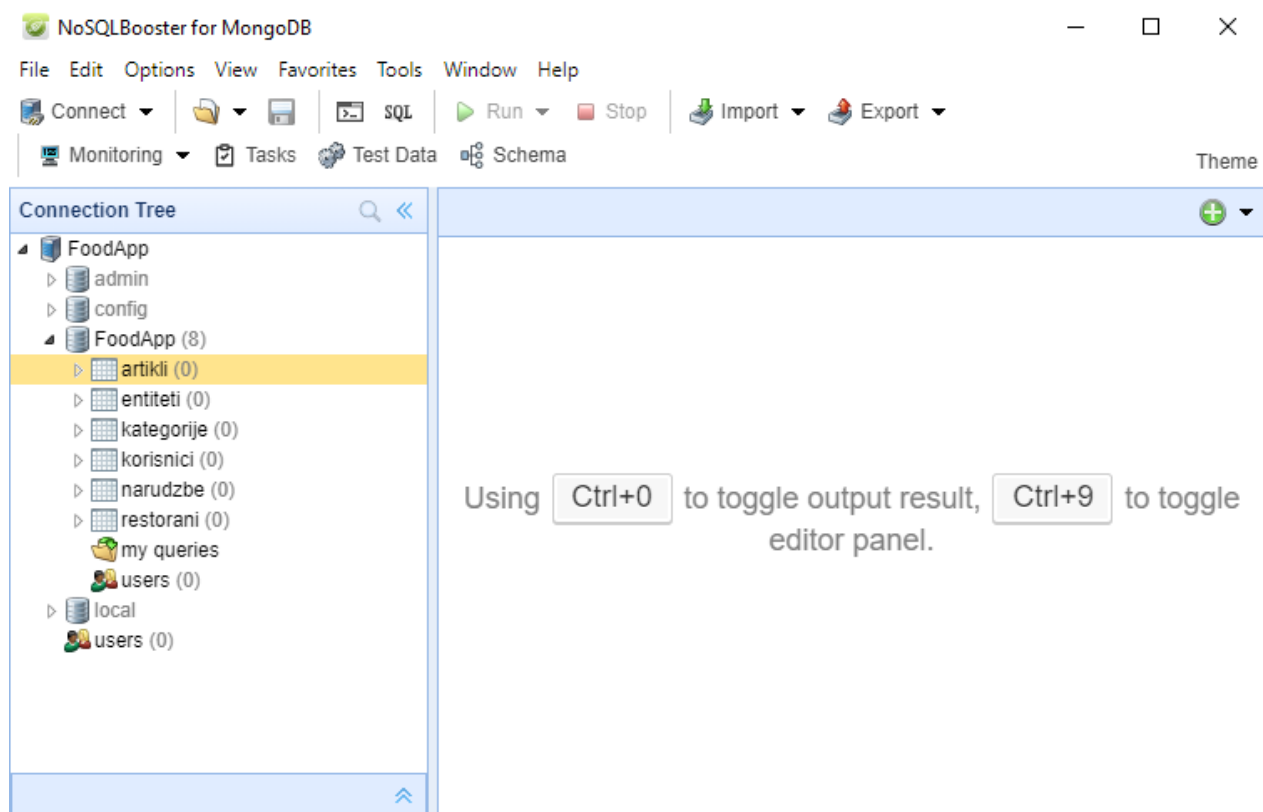 NoSQLBooster for MongoDB
File Edit Options View Favorites Tools Window Help
Connect SQL Run Stop Import Export
Monitoring Tasks Test Data Schema Theme
Connection Tree
FoodApp
admin
config
FoodApp (8)
artikli (0)
entiteti (0)
kategorije (0)
korisnici (0)
narudzbe (0)
restorani (0)
my queries
users (0)
local
users (0)
Using Ctrl+0 to toggle output result, Ctrl+9 to toggle
editor panel.